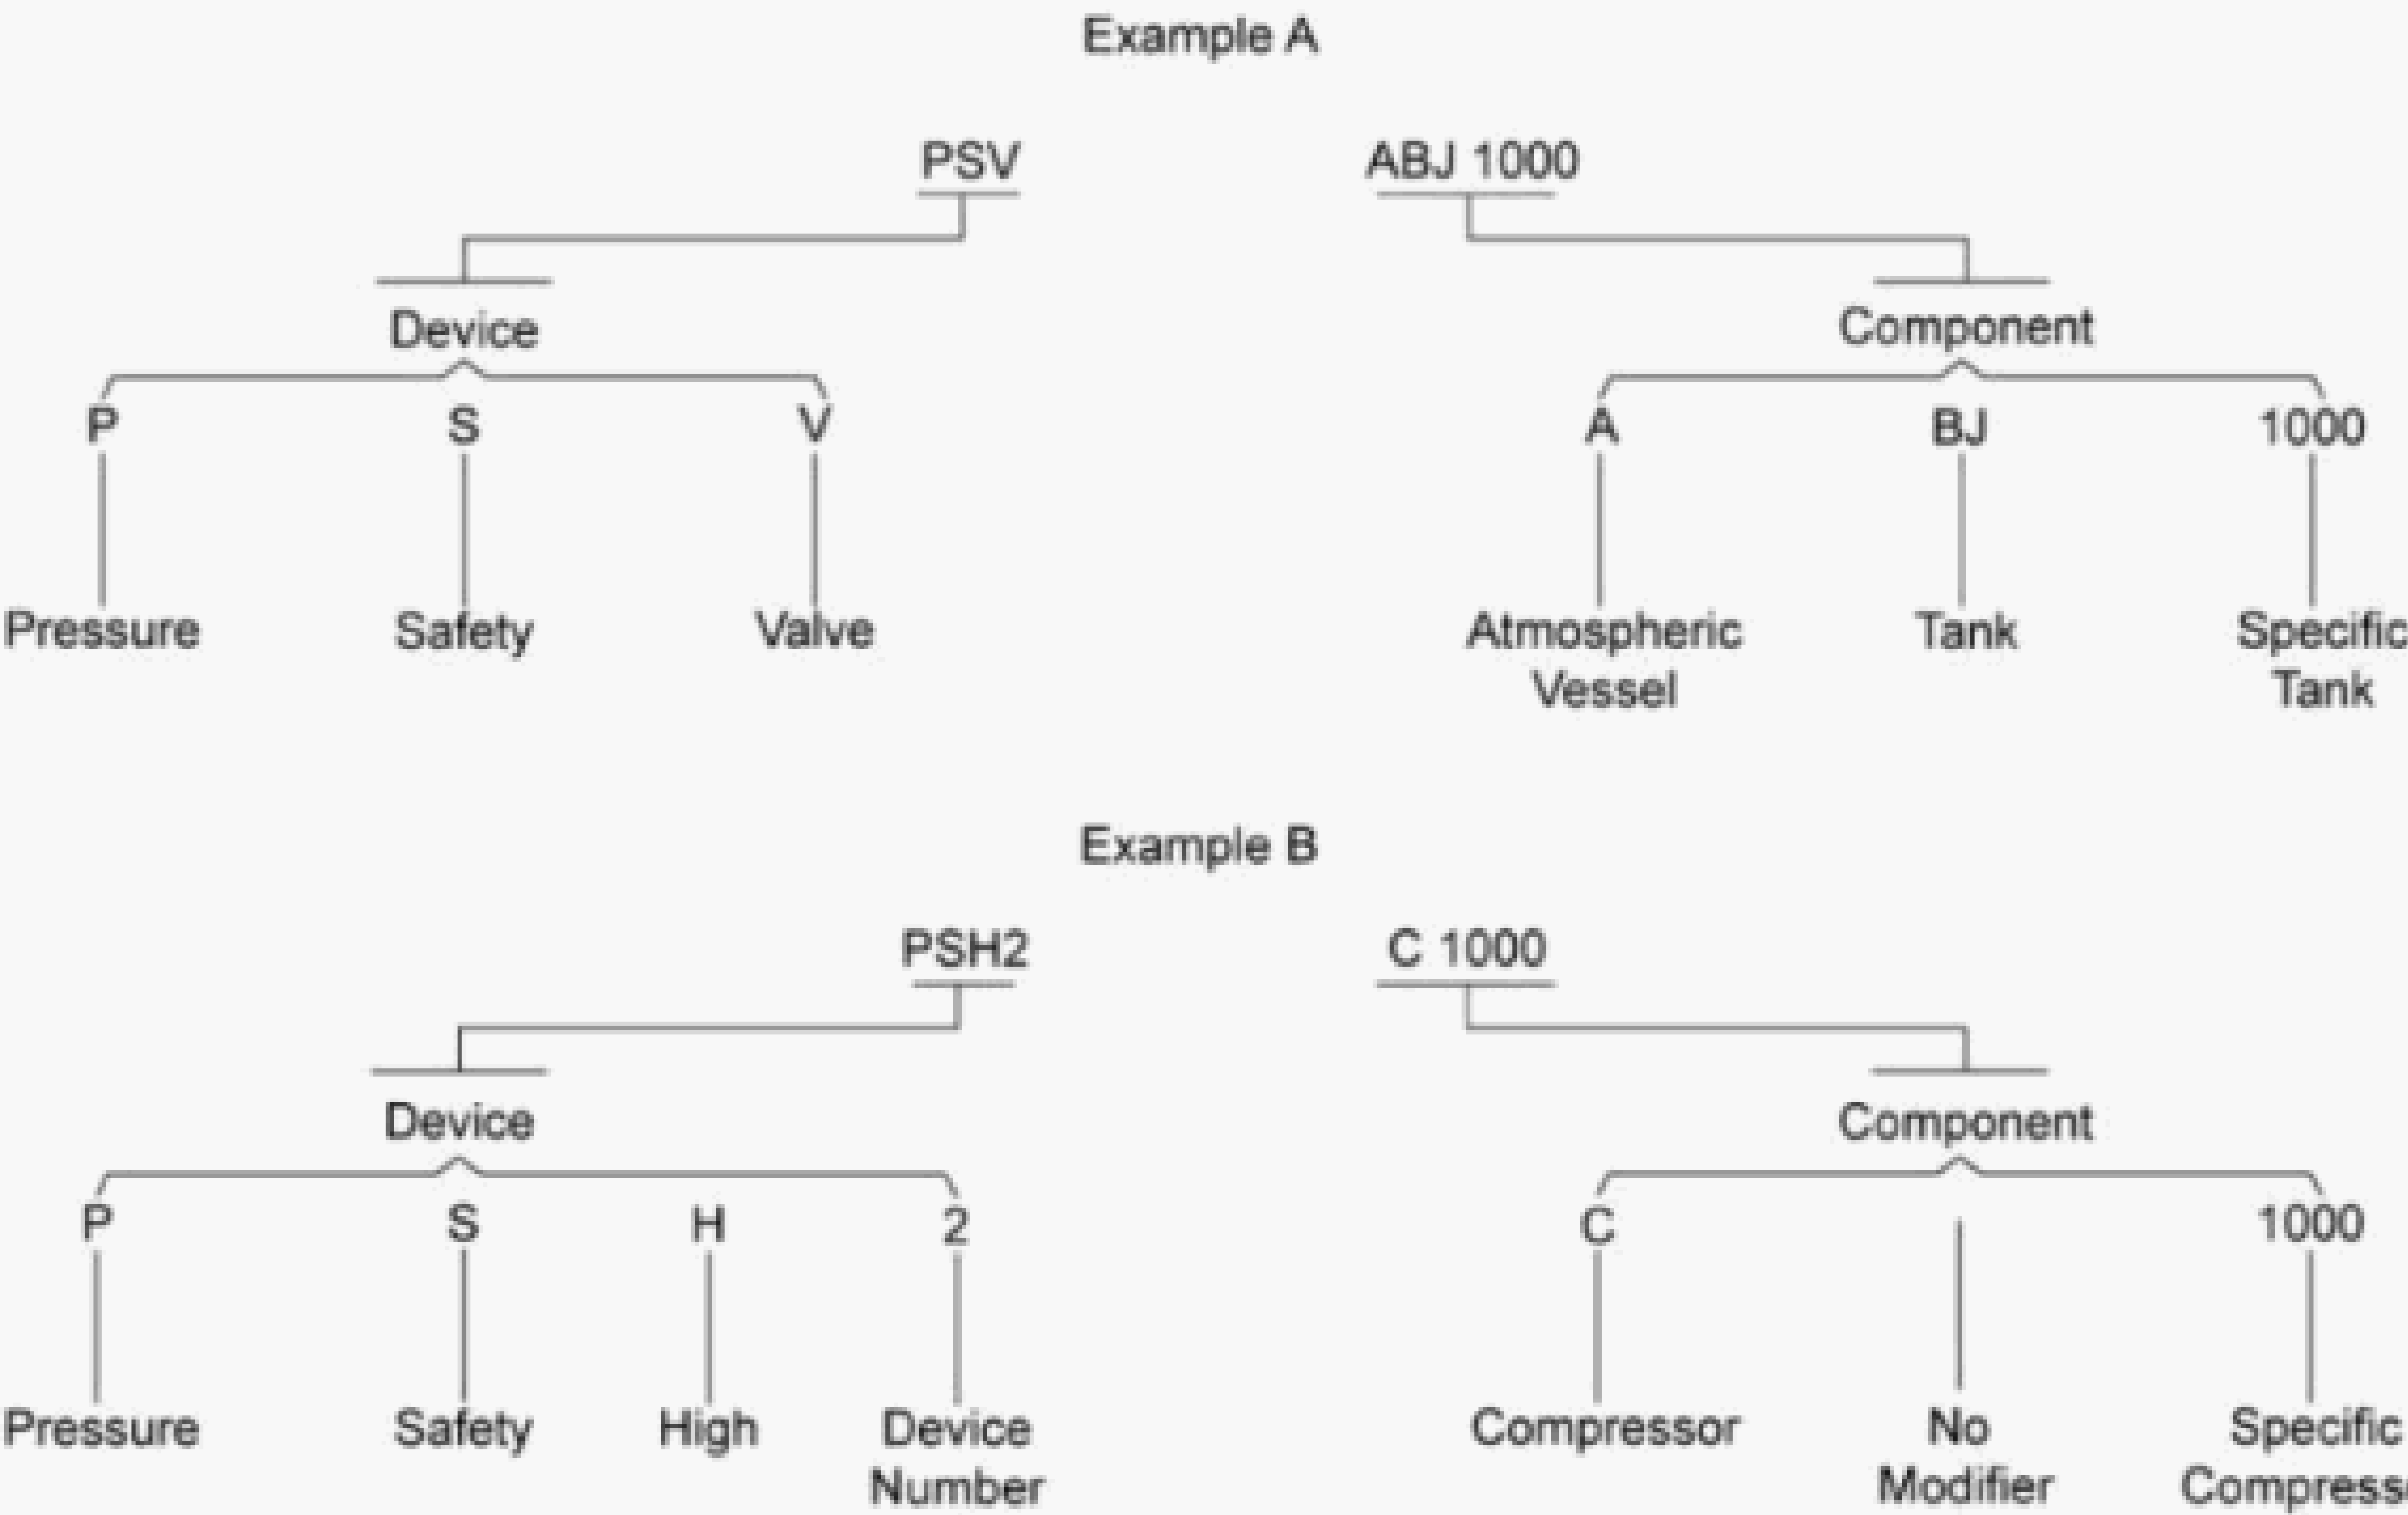 Example A
PSV ABJ 1000
Device Component
P S V A BJ 1000
Pressure Safety Valve Atmospheric Tank Specific
Vessel Tank
Example B
PSH2 C 1000
Device Component
P S H 2 C 1000
Pressure Safety High Device Compressor No Specific
Number Modifier